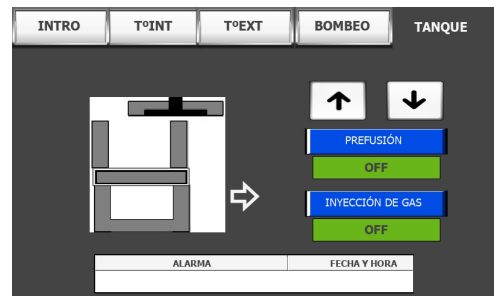 INTRO
TºINT
TºEXT
BOMBEO
TANQUE
PREFUSIÓN
OFF
INYECCIÓN DE GAS
OFF
ALARMA FECHA Y HORA